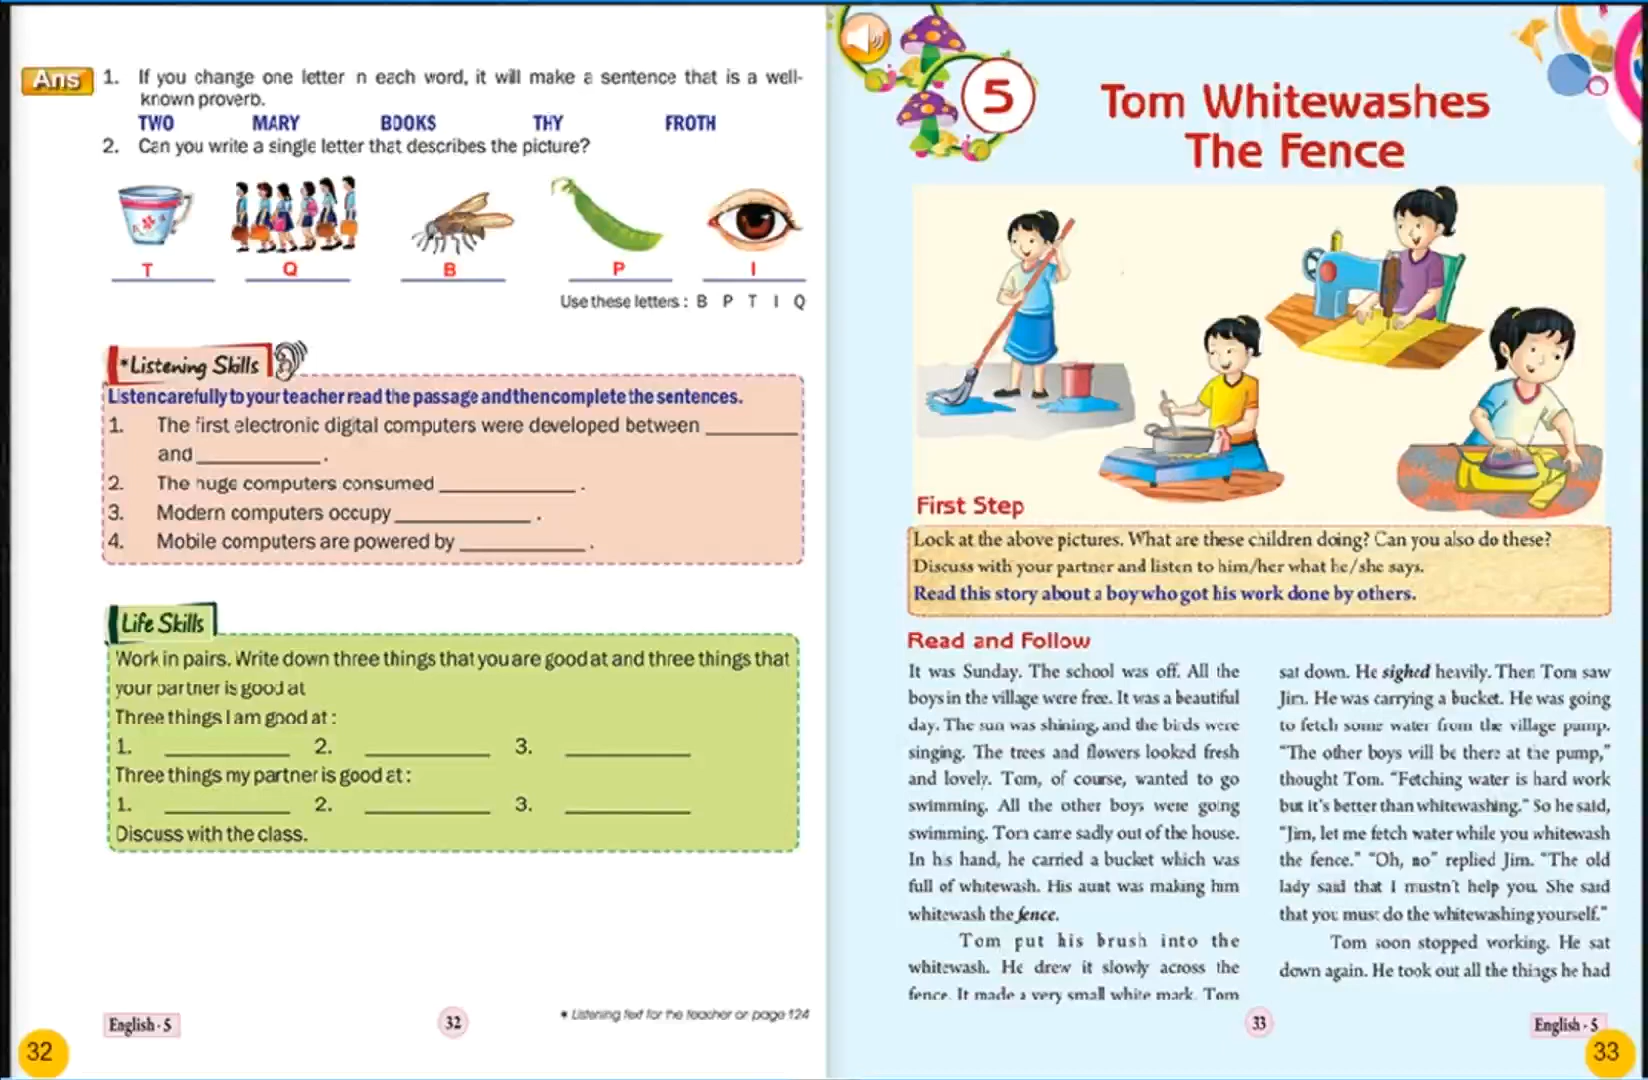 Ans
1. If you change one letter n each word, it will make a sentence that is a well-
known proverb.
TWO MARY BOOKS THY FROTH
2. Can you write a single letter that describes the picture?
T Q B P I
Use these letters : B P T I Q
*Listening Skills
Listen carefully to your teacher read the passage and then complete the sentences.
1. The first electronic digital computers were developed between ________
and ___________ .
2. The huge computers consumed ____________ .
3. Modern computers occupy ____________ .
4. Mobile computers are powered by ___________ .
Life Skills
Work in pairs. Write down three things that you are good at and three things that
your partner is good at
Three things I am good at :
1. ___________ 2. ___________ 3. ___________
Three things my partner is good at :
1. ___________ 2. ___________ 3. ___________
Discuss with the class.
English - 5
32
* Listening text for the teacher or page 124
32
5
Tom Whitewashes
The Fence
First Step
Look at the above pictures. What are these children doing? Can you also do these?
Discuss with your partner and listen to him/her what he/she says.
Read this story about a boy who got his work done by others.
Read and Follow
It was Sunday. The school was off. All the
boys in the village were free. It was a beautiful
day. The sun was shining, and the birds were
singing. The trees and flowers looked fresh
and lovely. Tom, of course, wanted to go
swimming. All the other boys were going
swimming. Tom came sadly out of the house.
In his hand, he carried a bucket which was
full of whitewash. His aunt was making him
whitewash the fence.
Tom put his brush into the
whitewash. He drew it slowly across the
fence. It made a very small white mark. Tom
sat down. He sighed heavily. Then Tom saw
Jim. He was carrying a bucket. He was going
to fetch some water from the village pump.
"The other boys will be there at the pump,"
thought Tom. "Fetching water is hard work
but it's better than whitewashing." So he said,
"Jim, let me fetch water while you whitewash
the fence." "Oh, no" replied Jim. "The old
lady said that I mustn't help you. She said
that you must do the whitewashing yourself."
Tom soon stopped working. He sat
down again. He took out all the things he had
33
English - 5
33